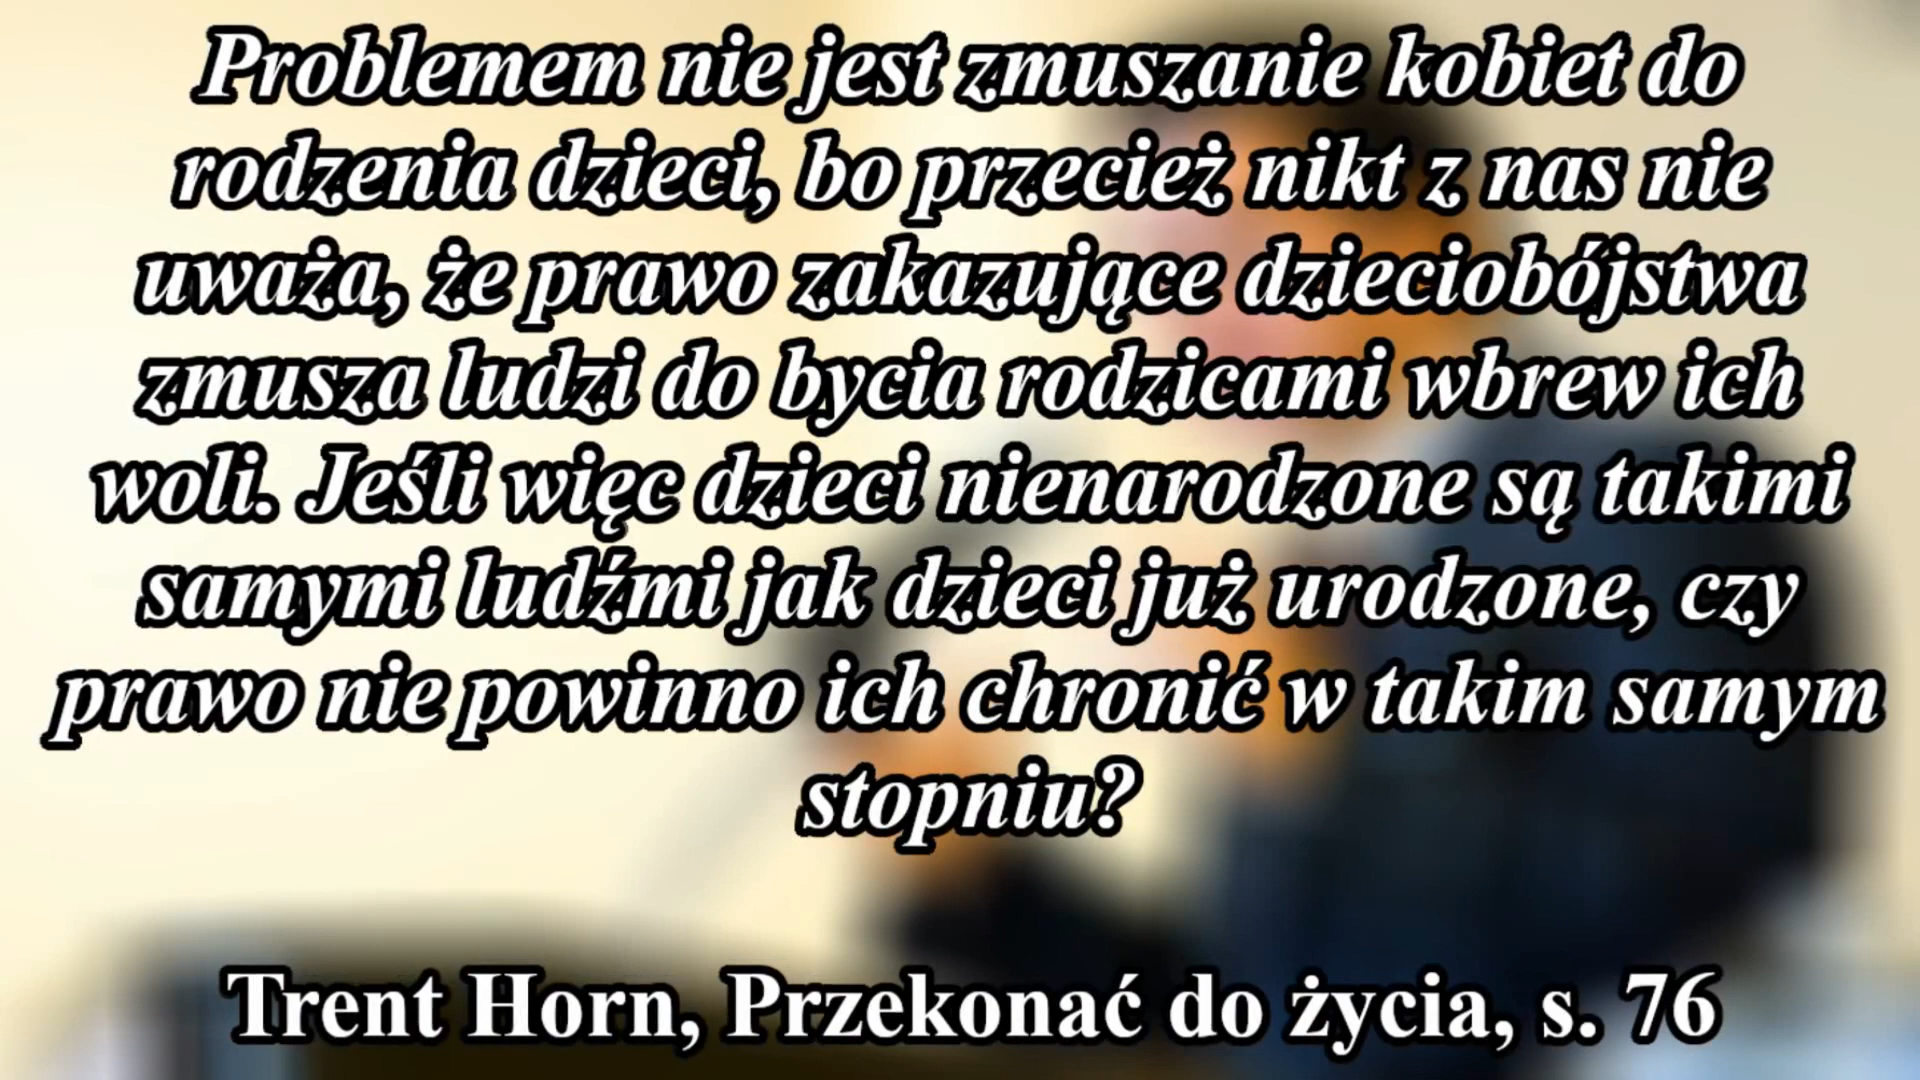 Problemem nie jest zmuszanie kobiet do
rodzenia dzieci, bo przecież nikt z nas nie
uważa, że prawo zakazujące dzieciobójstwa
zmusza ludzi do bycia rodzicami wbrew ich
woli. Jeśli więc dzieci nienarodzone są takimi
samymi ludźmi jak dzieci już urodzone, czy
prawo nie powinno ich chronić w takim samym
stopniu?
Trent Horn, Przekonać do życia, s. 76